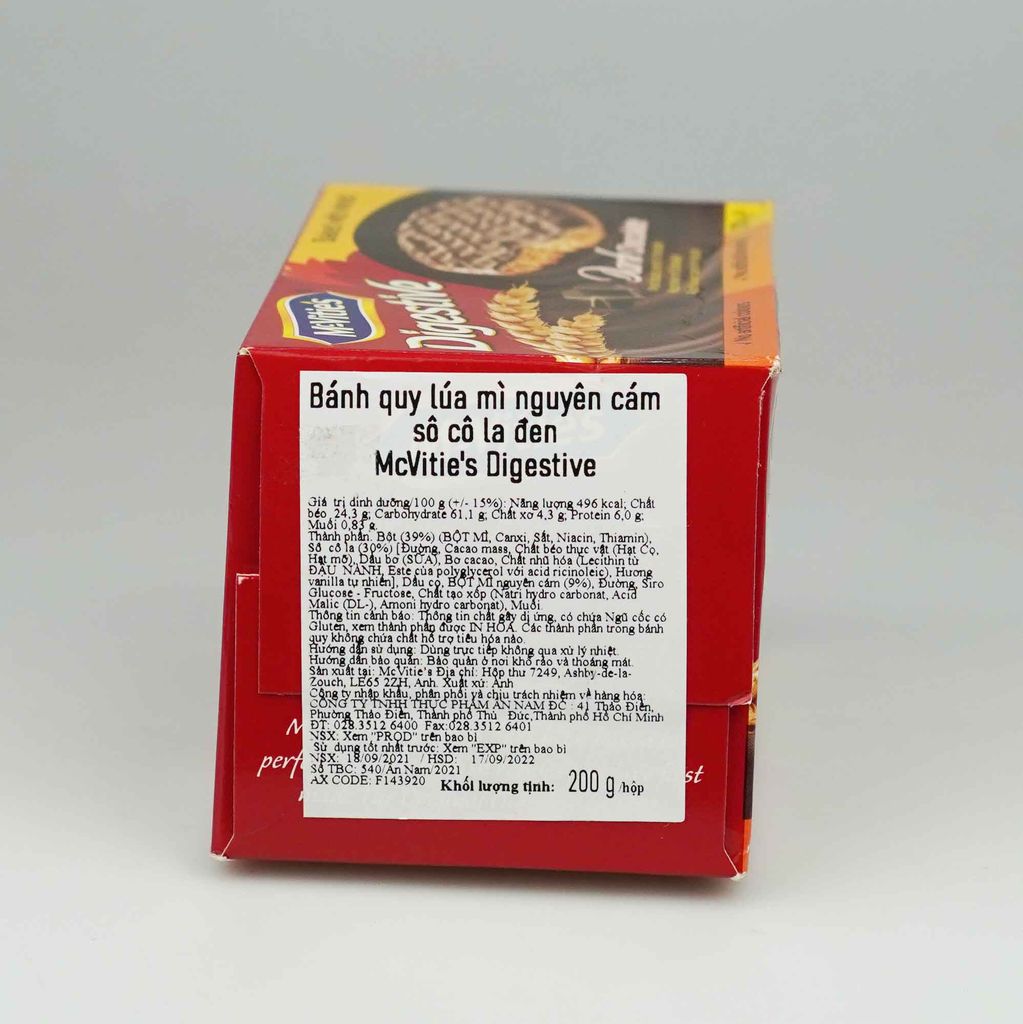 McVitie's
Digestive
Dark Chocolate
✓ No artificial colours
Bánh quy lúa mì nguyên cám
sô cô la đen
McVitie's Digestive
Giá trị dinh dưỡng/100 g (+/- 15%): Năng lượng 496 kcal; Chất
béo 24,3 g; Carbohydrate 61,1 g; Chất xơ 4,3 g; Protein 6,0 g;
Muối 0,83 g.
Thành phần: Bột (39%) (BỘT MÌ, Canxi, Sắt, Niacin, Thiamin),
Sô cô la (30%) [Đường, Cacao mass, Chất béo thực vật (Hạt Cọ,
Hạt mỡ), Dầu bơ (SỮA), Bơ cacao, Chất nhũ hóa (Lecithin từ
ĐẬU NÀNH, Este của polyglycerol với acid ricinoleic), Hương
vanilla tự nhiên], Dầu cọ, BỘT MÌ nguyên cám (9%), Đường, Siro
Glucose - Fructose, Chất tạo xốp (Natri hydro carbonat, Acid
Malic (DL-), Amoni hydro carbonat), Muối.
Thông tin cảnh báo: Thông tin chất gây dị ứng, có chứa Ngũ cốc có
Gluten, xem thành phần được IN HOA. Các thành phần trong bánh
quy không chứa chất hỗ trợ tiêu hóa nào.
Hướng dẫn sử dụng: Dùng trực tiếp không qua xử lý nhiệt.
Hướng dẫn bảo quản: Bảo quản ở nơi khô ráo và thoáng mát.
Sản xuất tại: McVitie's Địa chỉ: Hộp thư 7249, Ashby-de-la-
Zouch, LE65 2ZH, Anh. Xuất xứ: Anh
Công ty nhập khẩu, phân phối và chịu trách nhiệm về hàng hóa:
CÔNG TY TNHH THỰC PHẨM AN NAM ĐC : 41 Thảo Điền,
Phường Thảo Điền, Thành phố Thủ Đức,Thành phố Hồ Chí Minh
ĐT: 028.3512 6400 Fax:028.3512 6401
NSX: Xem "PROD" trên bao bì
Sử dụng tốt nhất trước: Xem "EXP" trên bao bì
NSX: 18/09/2021 / HSD: 17/09/2022
Số TBC: 540/An Nam/2021
AX CODE: F143920 Khối lượng tịnh: 200 g /hộp